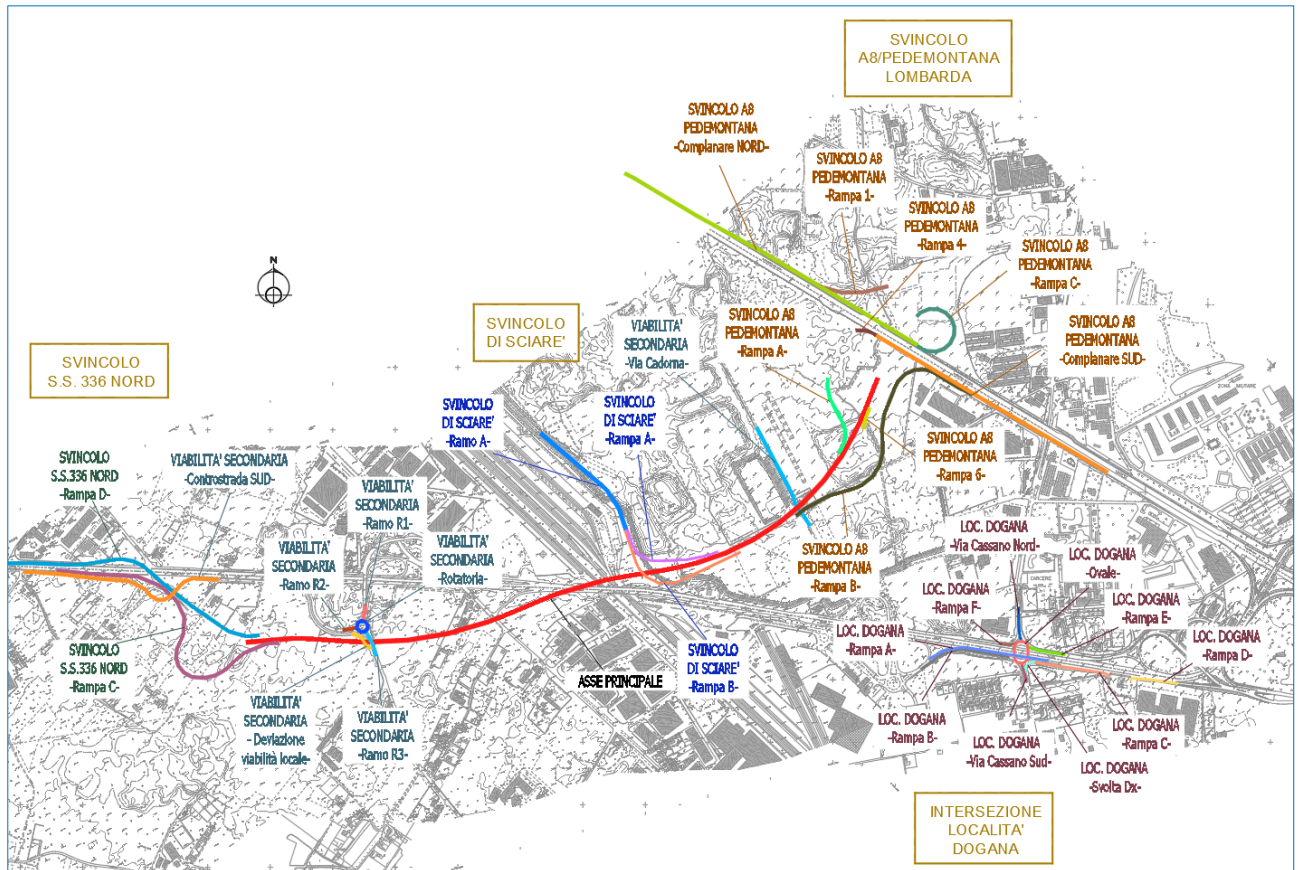 SVINCOLO
A8/PEDEMONTANA
LOMBARDA
SVINCOLO A8
PEDEMONTANA
-Complanare NORD-
SVINCOLO A8
PEDEMONTANA
-Rampa 1-
SVINCOLO A8
PEDEMONTANA
-Rampa 4-
SVINCOLO A8
PEDEMONTANA
-Rampa C-
N
SVINCOLO
DI SCIARE'
VIABILITA'
SECONDARIA
-Via Cadorna-
SVINCOLO A8
PEDEMONTANA
-Rampa A-
SVINCOLO A8
PEDEMONTANA
-Complanare SUD-
SVINCOLO
S.S. 336 NORD
ZONA MILITARE
SVINCOLO
DI SCIARE'
-Ramo A-
SVINCOLO
DI SCIARE'
-Rampa A-
SVINCOLO A8
PEDEMONTANA
-Rampa 6-
SVINCOLO
S.S.336 NORD
-Rampa D-
VIABILITA' SECONDARIA
-Controstrada SUD-
VIABILITA'
SECONDARIA
-Ramo R1-
VIABILITA'
SECONDARIA
-Ramo R2-
VIABILITA'
SECONDARIA
-Rotatoria-
SVINCOLO A8
PEDEMONTANA
-Rampa B-
LOC. DOGANA
-Via Cassano Nord-
LOC. DOGANA
-Ovale-
CARCERE
LOC. DOGANA
-Rampa F-
LOC. DOGANA
-Rampa E-
LOC. DOGANA
-Rampa A-
LOC. DOGANA
-Rampa D-
SVINCOLO
S.S.336 NORD
-Rampa C-
SVINCOLO
DI SCIARE'
-Rampa B-
ASSE PRINCIPALE
VIABILITA'
SECONDARIA
- Deviazione
viabilità locale-
VIABILITA'
SECONDARIA
-Ramo R3-
LOC. DOGANA
-Rampa B-
LOC. DOGANA
-Via Cassano Sud-
LOC. DOGANA
-Rampa C-
LOC. DOGANA
-Svolta Dx-
INTERSEZIONE
LOCALITA'
DOGANA